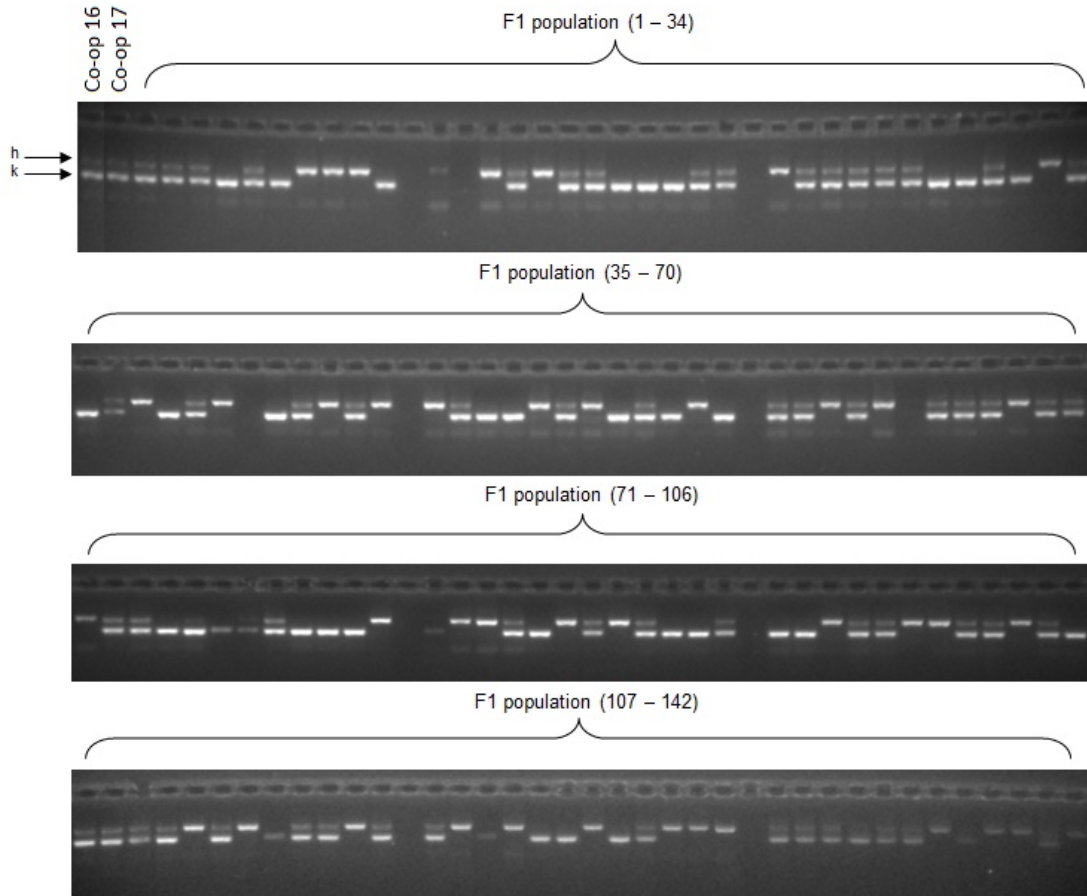 Co-op 16
Co-op 17
F1 population (1 – 34)
h
k
F1 population (35 – 70)
F1 population (71 – 106)
F1 population (107 – 142)